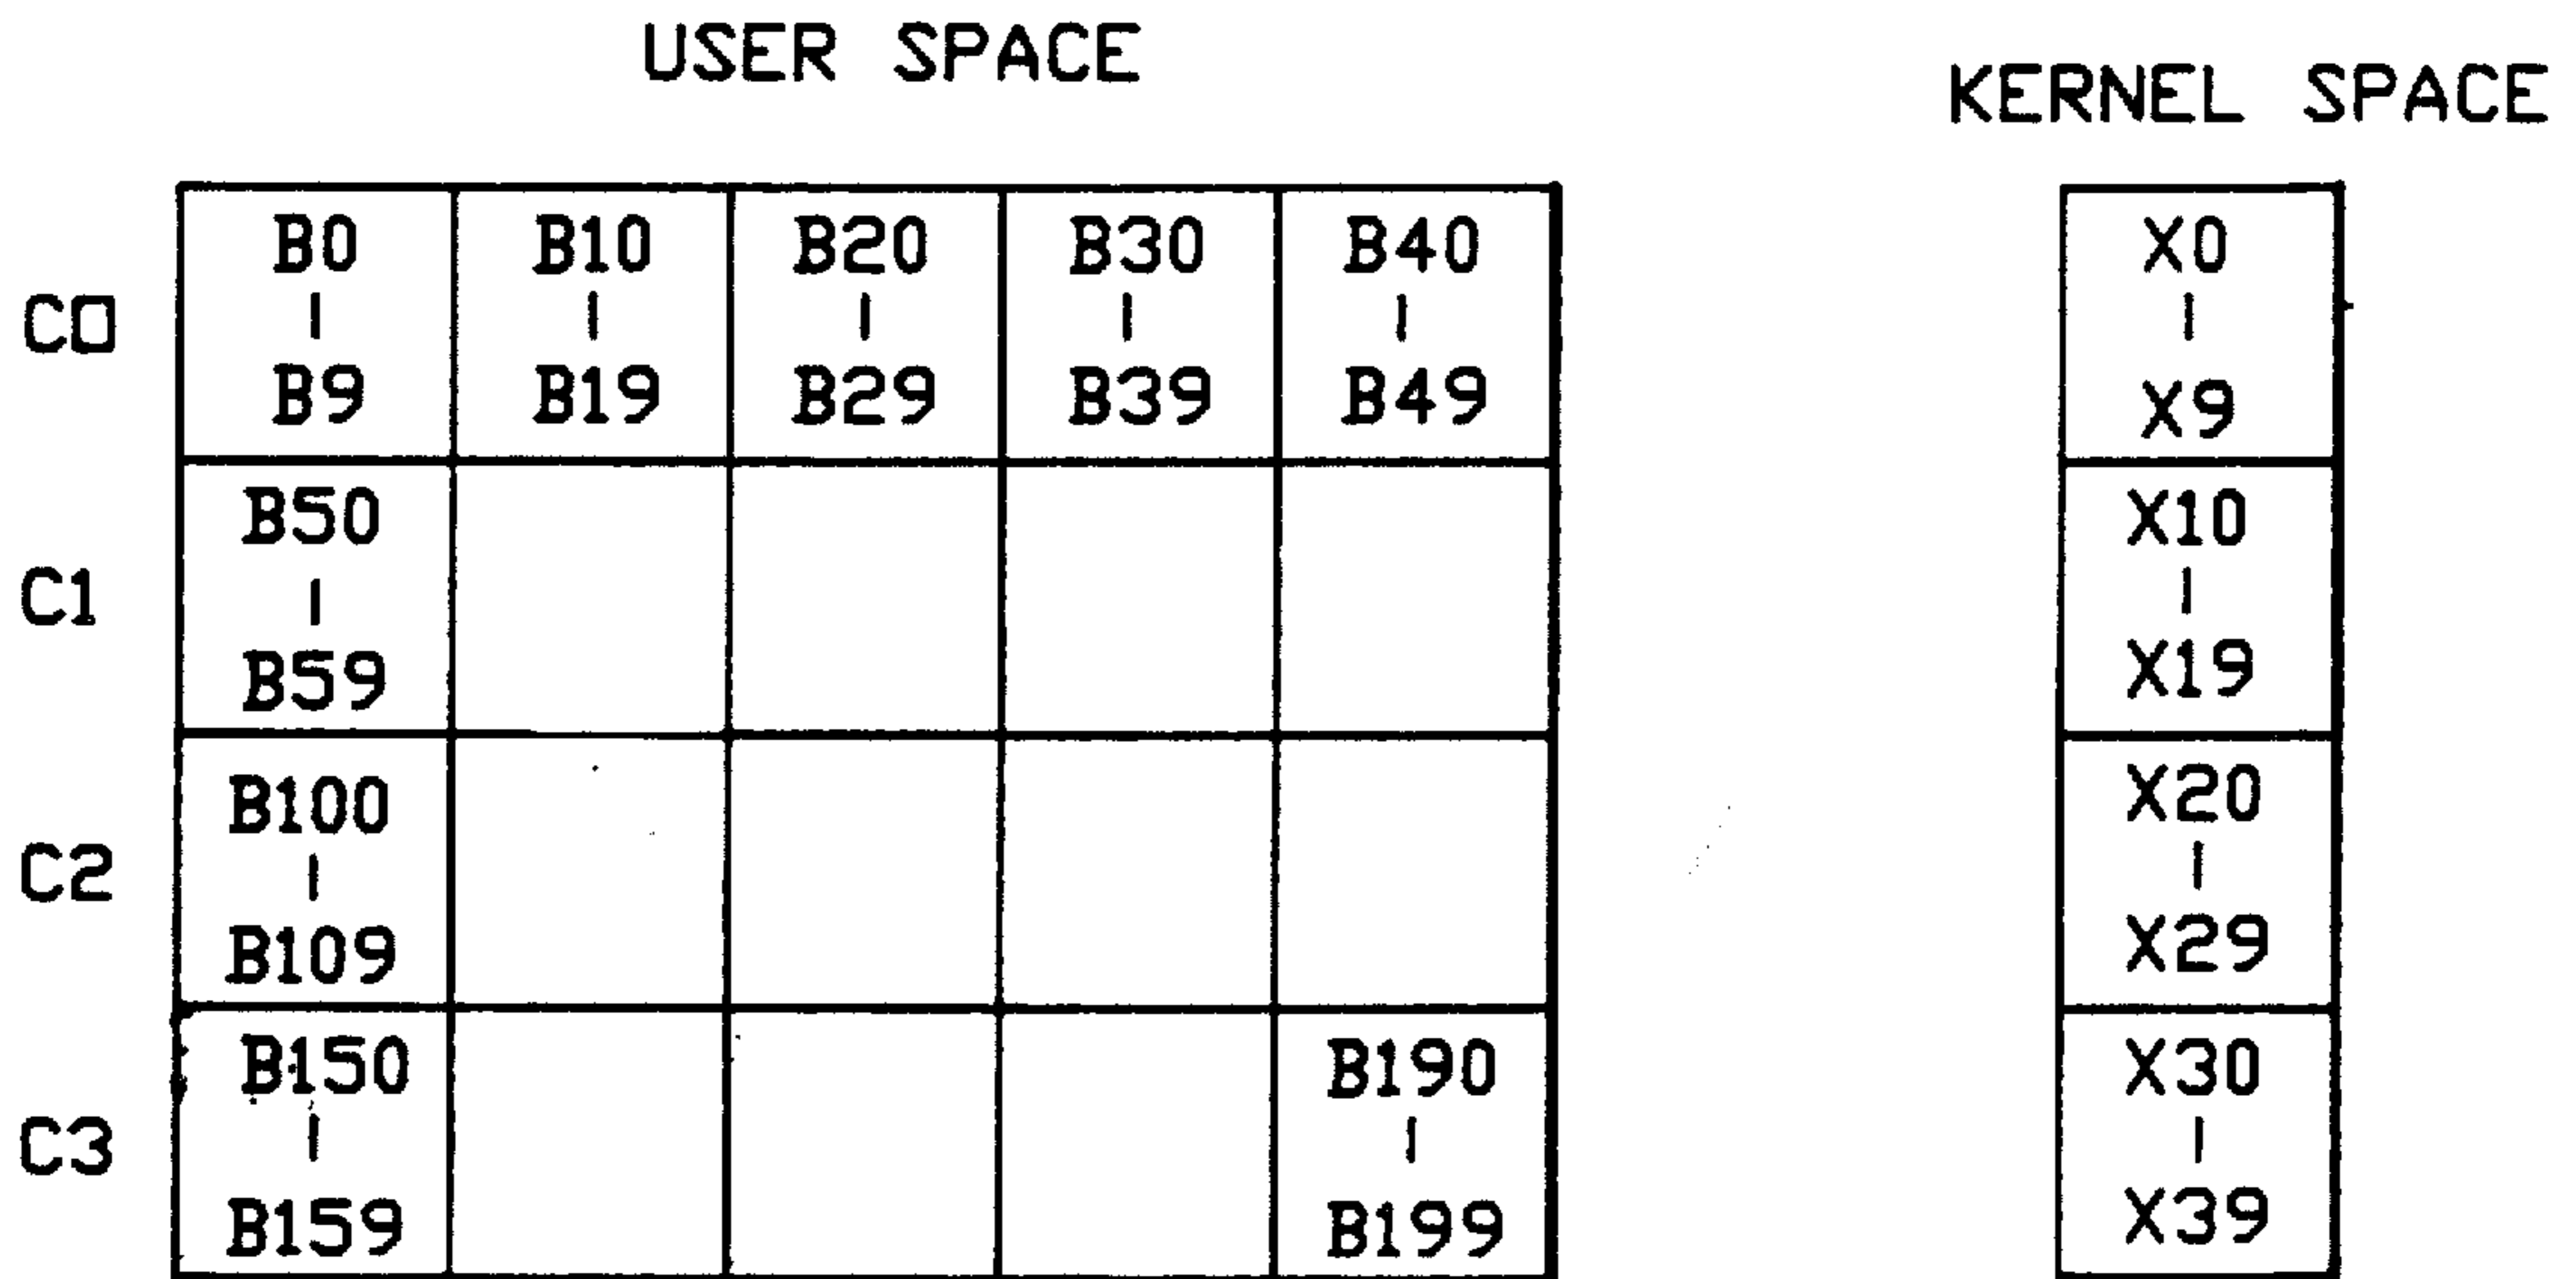 USER SPACE
KERNEL SPACE
C0
B0
|
B9
B10
|
B19
B20
|
B29
B30
|
B39
B40
|
B49
X0
|
X9
C1
B50
|
B59
X10
|
X19
C2
B100
|
B109
X20
|
X29
C3
B150
|
B159
B190
|
B199
X30
|
X39